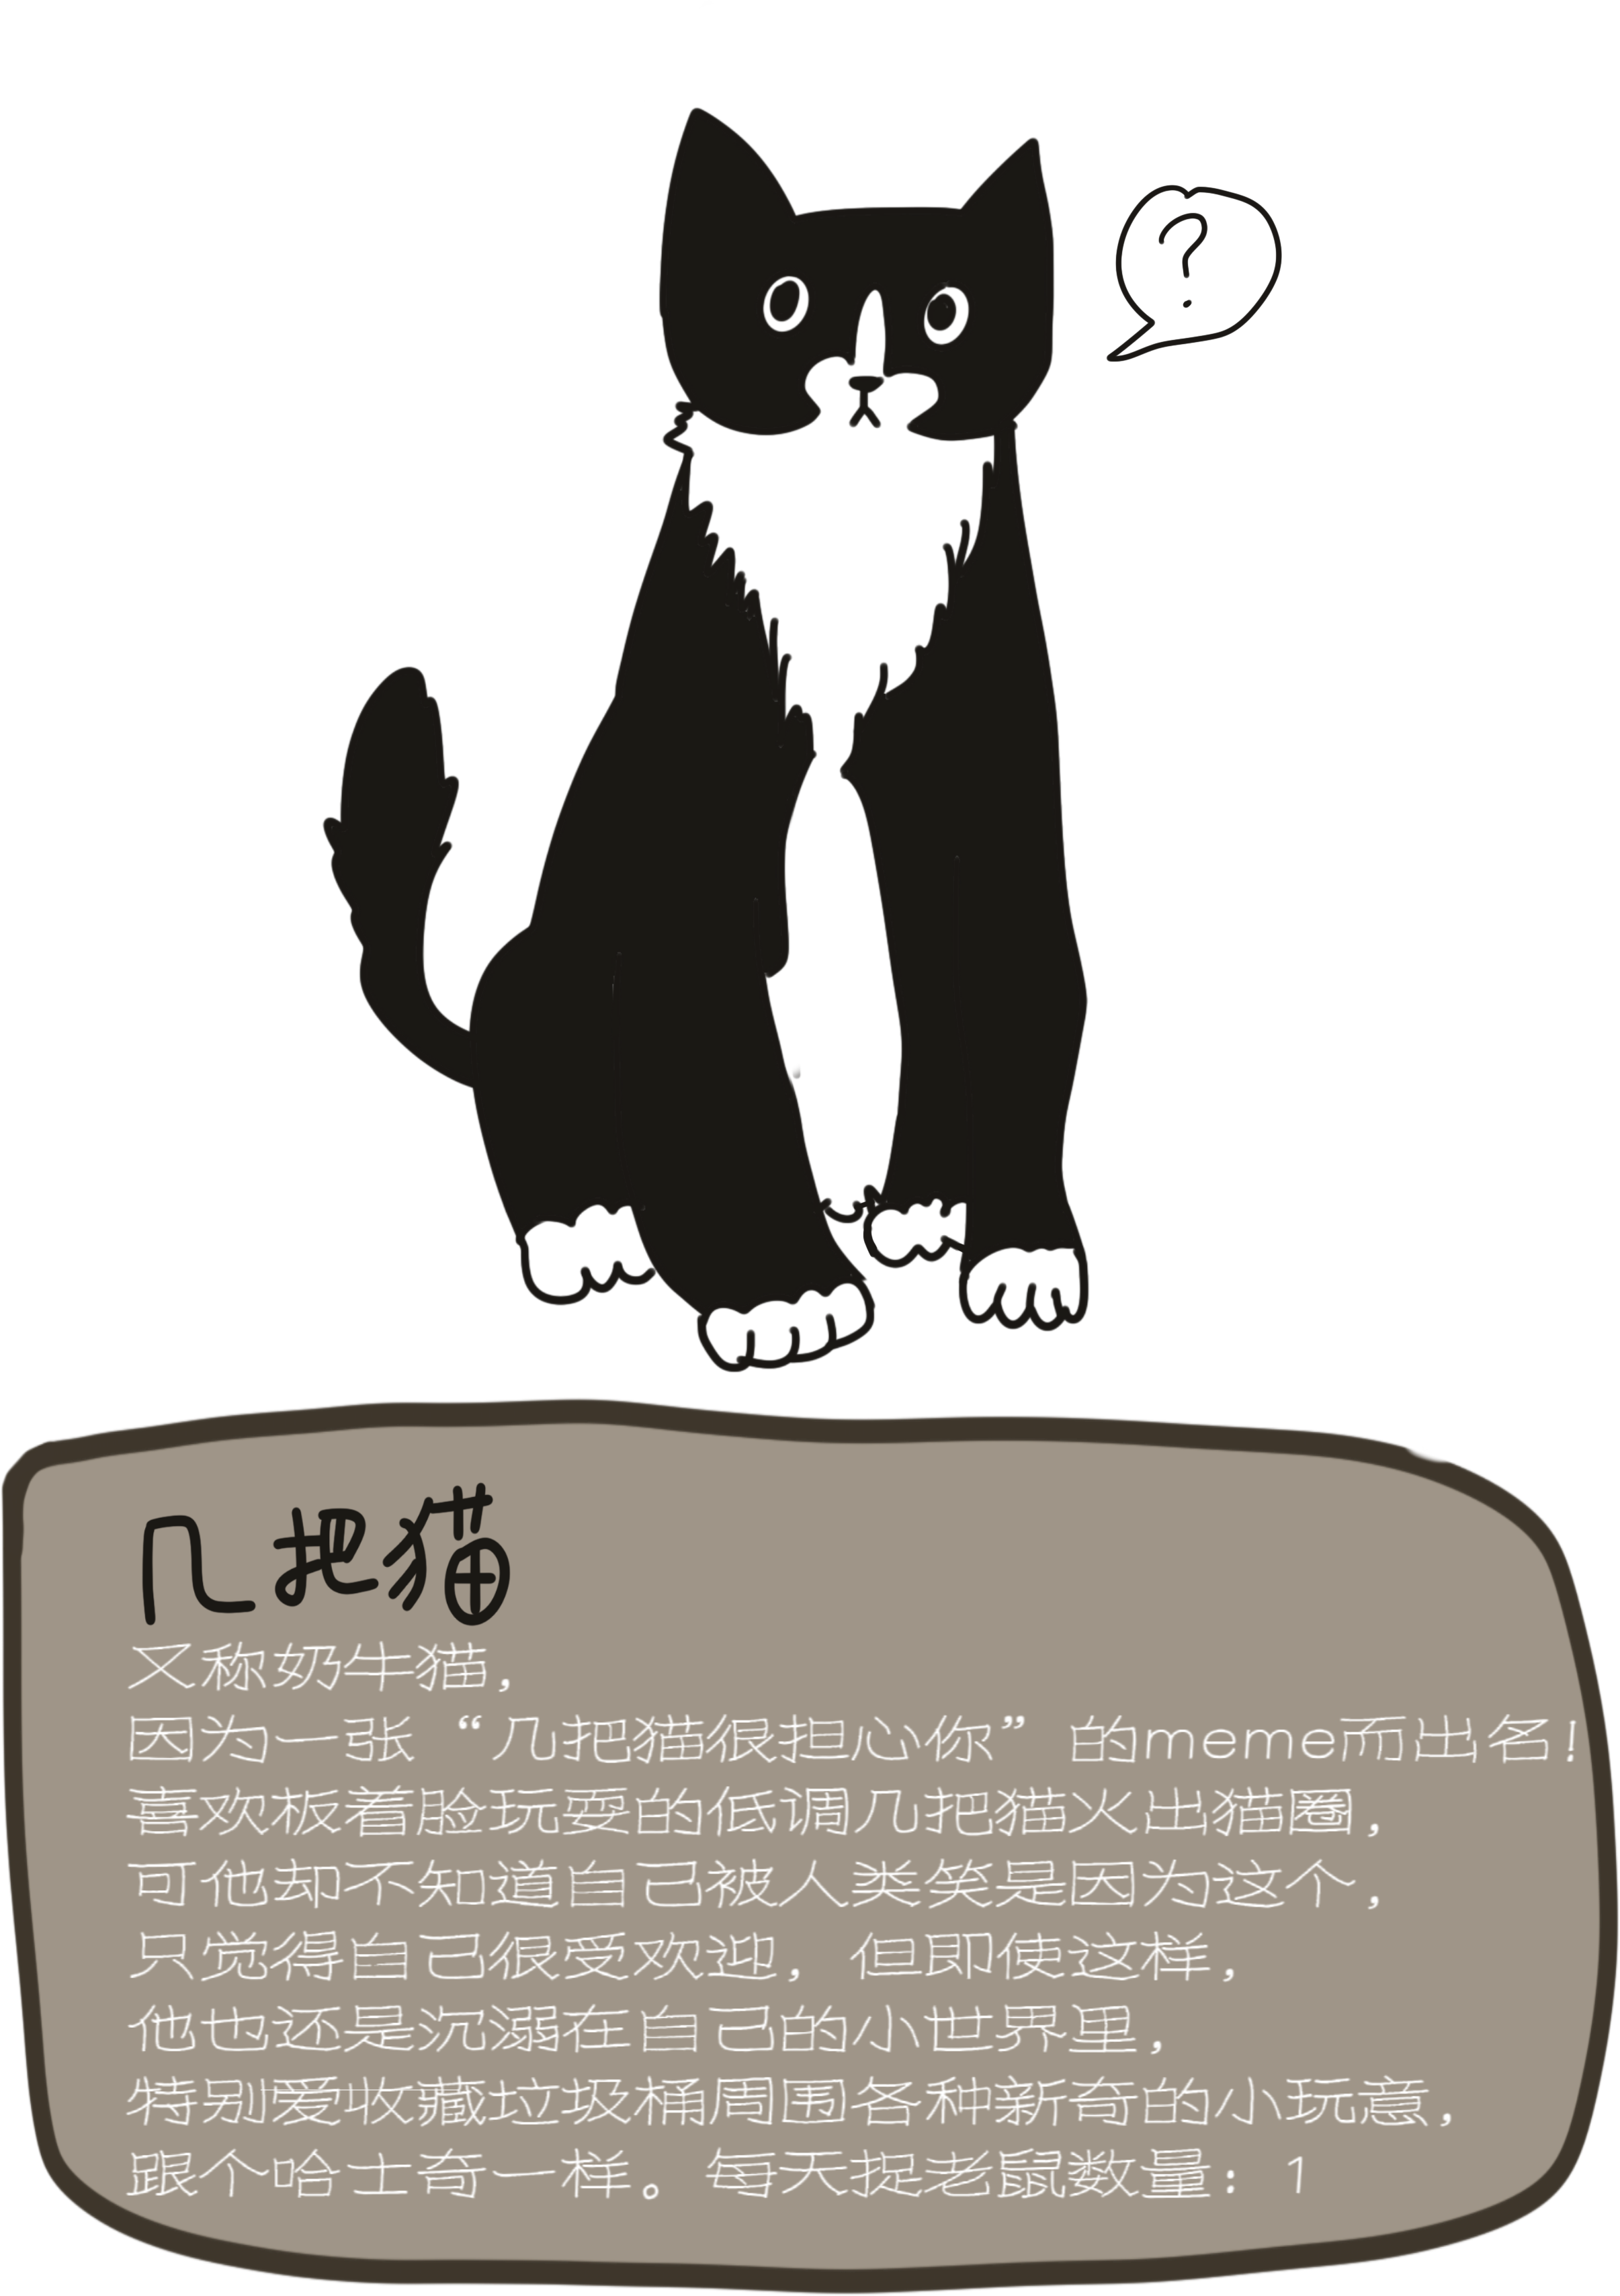 ?
几把猫
又称奶牛猫，
因为一张“几把猫很担心你”的meme而出名！
喜欢板着脸玩耍的低调几把猫火出猫圈，
可他却不知道自己被人类笑是因为这个，
只觉得自己很受欢迎，但即使这样，
他也还是沉溺在自己的小世界里，
特别爱收藏垃圾桶周围各种新奇的小玩意，
跟个哈士奇一样。每天捉老鼠数量：1